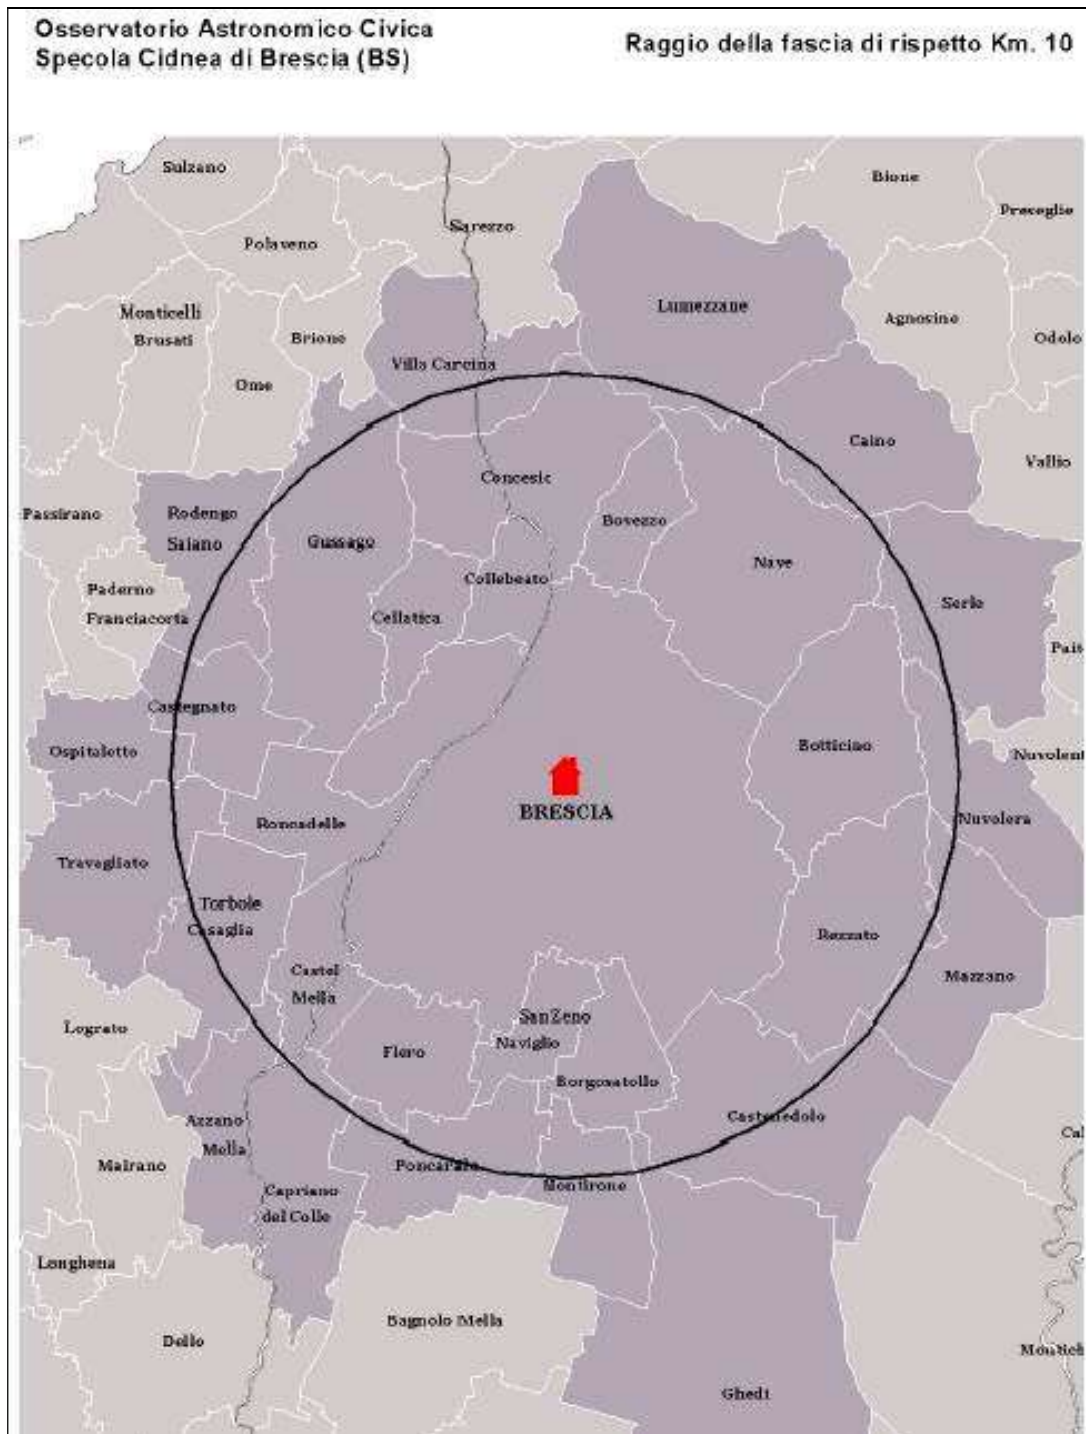 Osservatorio Astronomico Civica
Specola Cidnea di Brescia (BS)
Raggio della fascia di rispetto Km. 10
Sulzano
Bione
Preseglie
Sarezzo
Polaveno
Lumezzane
Monticelli
Brusati
Agnosine
Brione
Odolo
Villa Carcina
Ome
Caino
Vallio
Concesio
Passirano
Rodengo
Saiano
Bovezzo
Gussago
Nave
Collebeato
Paderno
Franciacorta
Cellatica
Serle
Pait
Castegnato
Ospitaletto
Botticino
Nuvolent
BRESCIA
Roncadelle
Nuvolera
Travagliato
Torbole
Casaglia
Rezzato
Castel
Mella
Mazzano
San Zeno
Naviglio
Lograto
Flero
Borgosatollo
Azzano
Mella
Castenedolo
Cal
Mairano
Poncarale
Montirone
Capriano
del Colle
Longhena
Bagnolo Mella
Dello
Montich
Ghedi